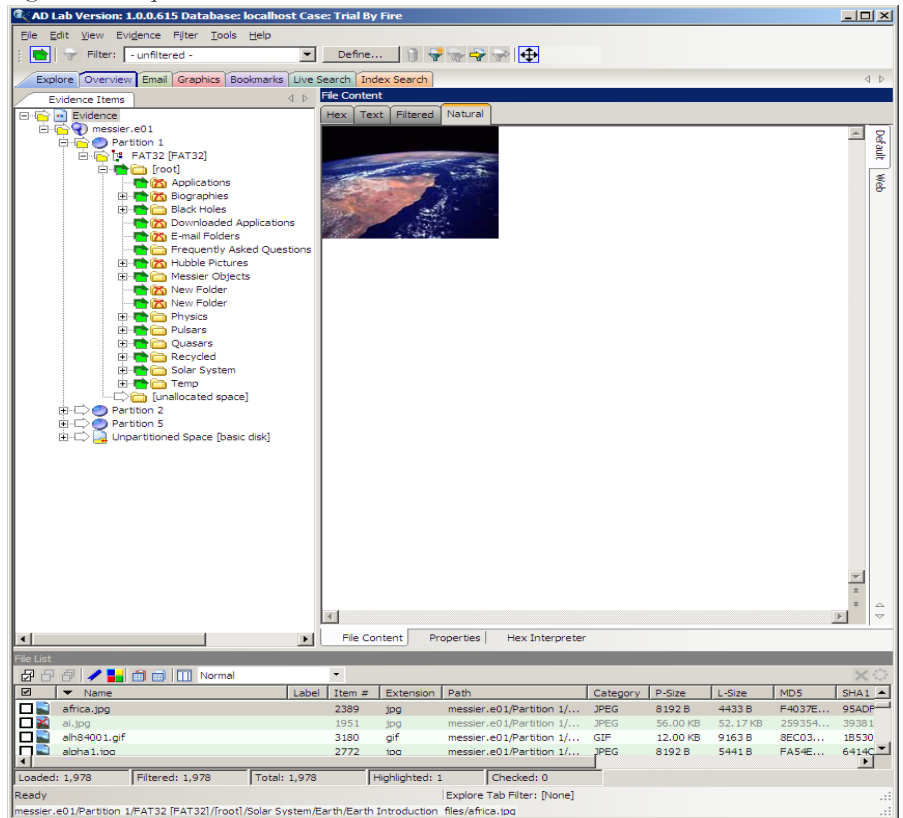 AD Lab Version: 1.0.0.615 Database: localhost Case: Trial By Fire
File Edit View Evidence Filter Tools Help
Filter: - unfiltered - Define...
Explore Overview Email Graphics Bookmarks Live Search Index Search
Evidence Items
File Content
Hex Text Filtered Natural
Default
Web
Evidence
messier.e01
Partition 1
FAT32 [FAT32]
[root]
Applications
Biographies
Black Holes
Downloaded Applications
E-mail Folders
Frequently Asked Questions
Hubble Pictures
Messier Objects
New Folder
New Folder
Physics
Pulsars
Quasars
Recycled
Solar System
Temp
[unallocated space]
Partition 2
Partition 5
Unpartitioned Space [basic disk]
File Content Properties Hex Interpreter
File List
Normal
Name Label Item # Extension Path Category P-Size L-Size MD5 SHA1
africa.jpg 2389 jpg messier.e01/Partition 1/... JPEG 8192 B 4433 B F4037E... 95ADF
ai.jpg 1951 jpg messier.e01/Partition 1/... JPEG 56.00 KB 52.17 KB 259354... 39381
alh84001.gif 3180 gif messier.e01/Partition 1/... GIF 12.00 KB 9163 B 8EC03... 1B530
alpha1.jpg 2772 jpg messier.e01/Partition 1/... JPEG 8192 B 5441 B FA54E... 6414C
Loaded: 1,978 Filtered: 1,978 Total: 1,978 Highlighted: 1 Checked: 0
Ready Explore Tab Filter: [None]
messier.e01/Partition 1/FAT32 [FAT32]/[root]/Solar System/Earth/Earth Introduction_files/africa.jpg